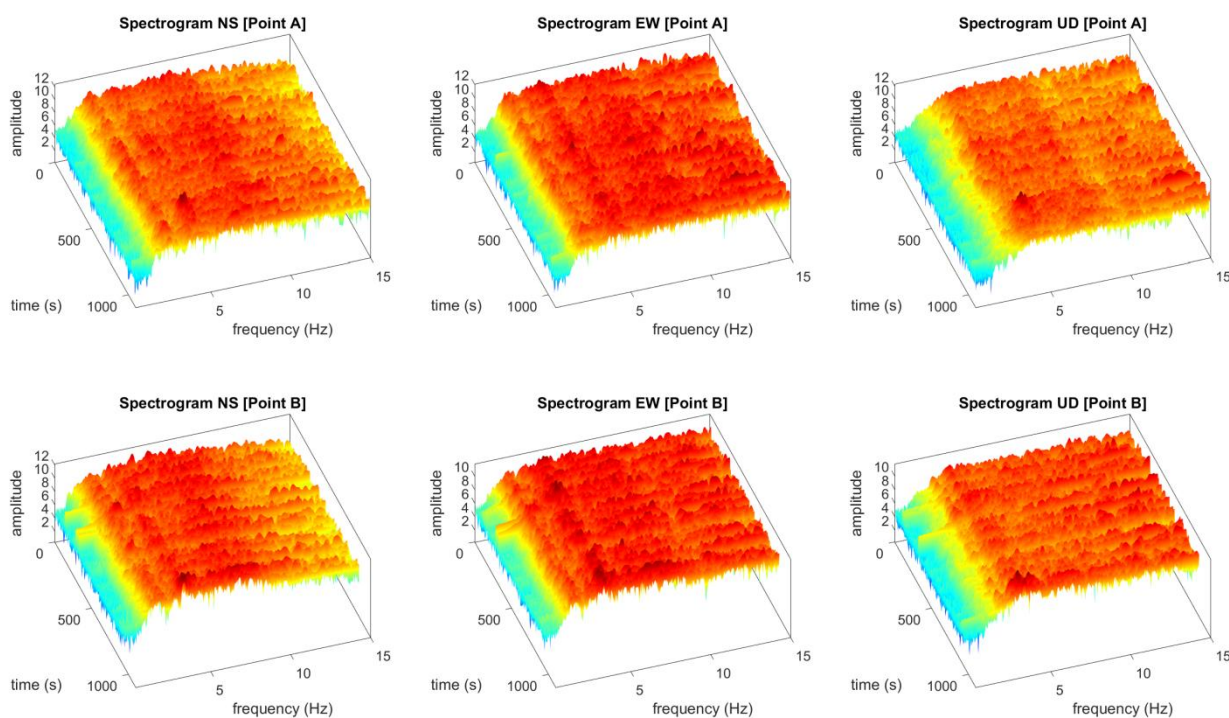 Spectrogram NS [Point A]
12
10
8
6
4
2
0
500
1000
5
10
15
amplitude
time (s)
frequency (Hz)
Spectrogram EW [Point A]
12
10
8
6
4
2
0
500
1000
5
10
15
amplitude
time (s)
frequency (Hz)
Spectrogram UD [Point A]
12
10
8
6
4
2
0
500
1000
5
10
15
amplitude
time (s)
frequency (Hz)
Spectrogram NS [Point B]
12
10
8
6
4
2
0
500
1000
5
10
15
amplitude
time (s)
frequency (Hz)
Spectrogram EW [Point B]
10
8
6
4
2
0
500
1000
5
10
15
amplitude
time (s)
frequency (Hz)
Spectrogram UD [Point B]
10
8
6
4
2
0
500
1000
5
10
15
amplitude
time (s)
frequency (Hz)